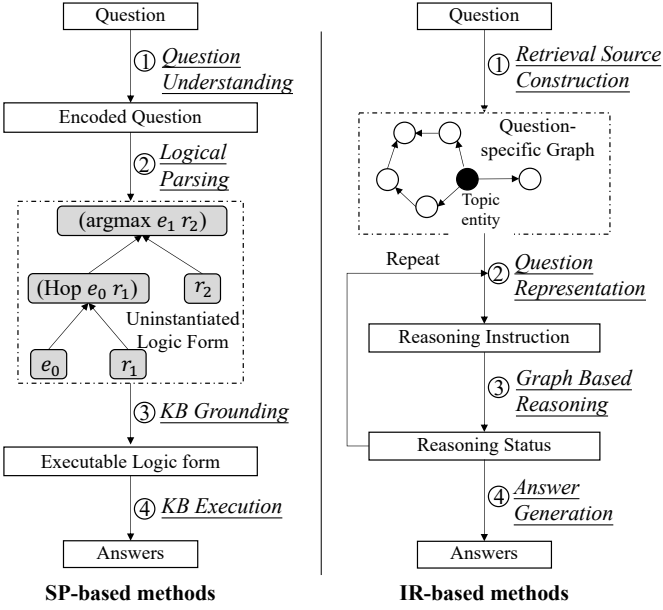 Question
① Question
Understanding
Encoded Question
② Logical
Parsing
(argmax e₁ r₂)
(Hop e₀ r₁)
r₂
Uninstantiated
Logic Form
e₀
r₁
③ KB Grounding
Executable Logic form
④ KB Execution
Answers
SP-based methods
Question
① Retrieval Source
Construction
Question-
specific Graph
Topic
entity
Repeat
② Question
Representation
Reasoning Instruction
③ Graph Based
Reasoning
Reasoning Status
④ Answer
Generation
Answers
IR-based methods